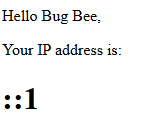 Hello Bug Bee,
Your IP address is:
::1